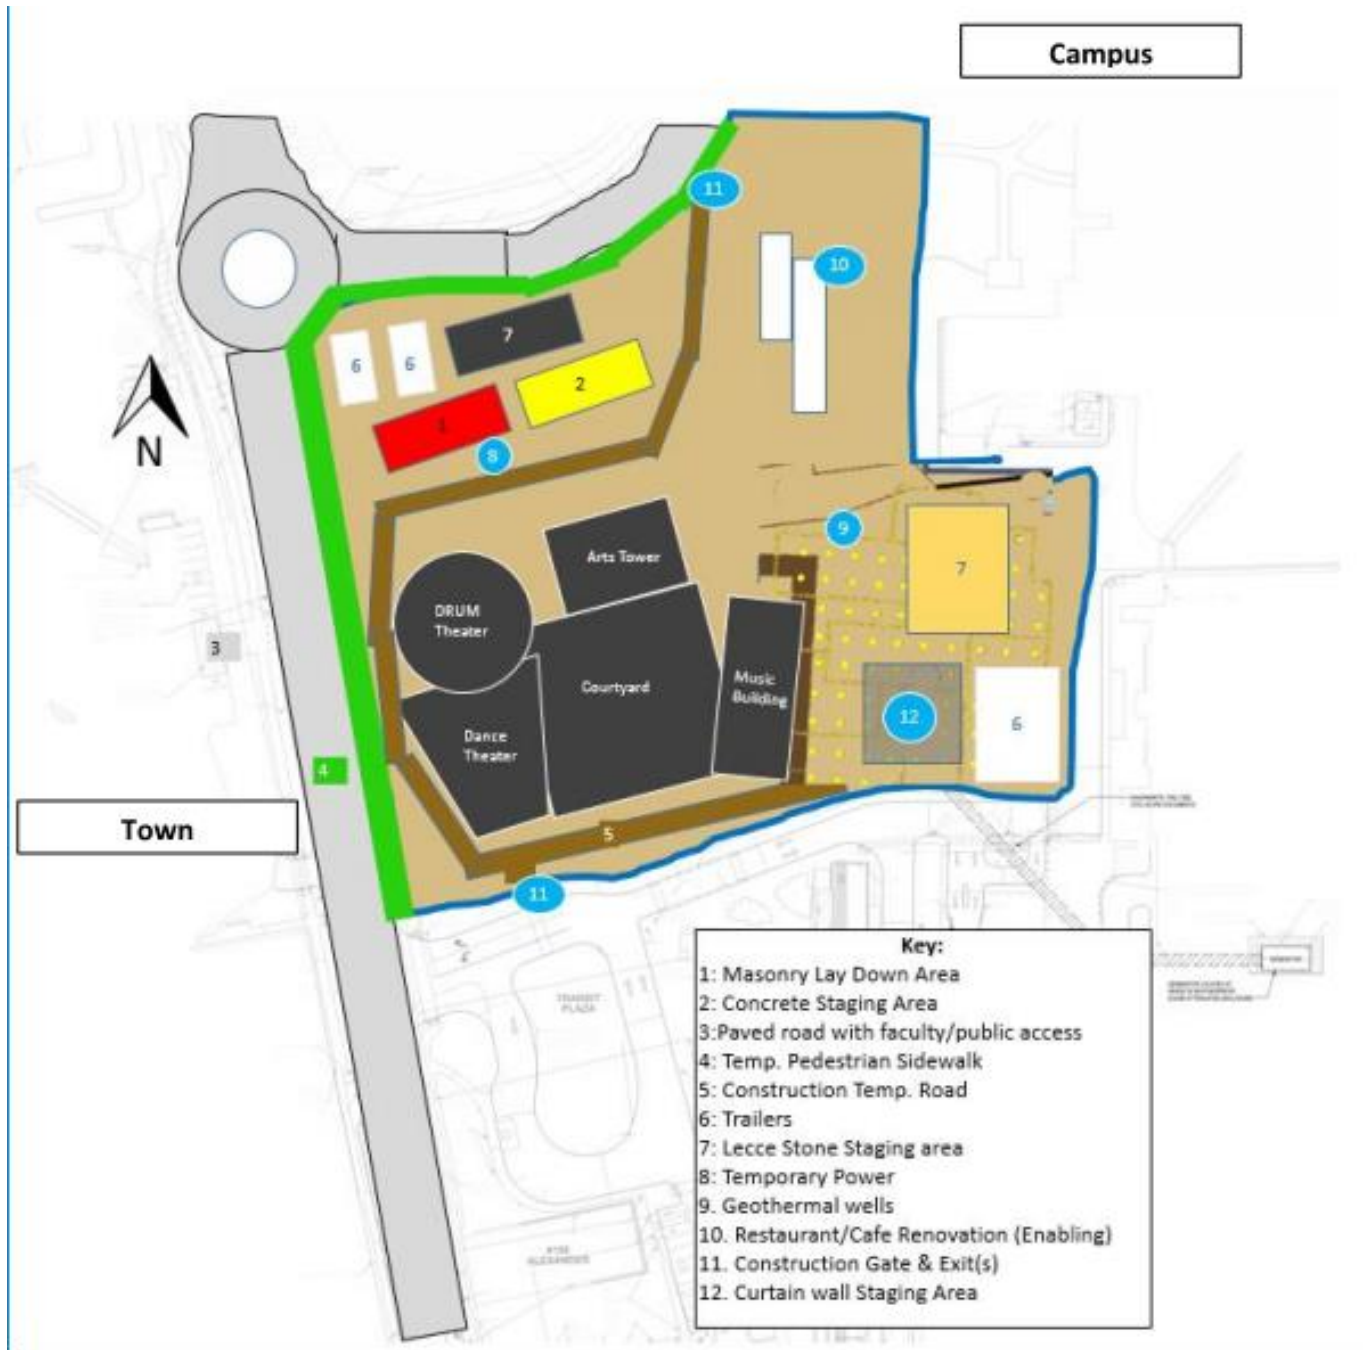 Campus
11
10
7
6
6
2
1
8
N
9
Arts Tower
7
DRUM
Theater
3
Courtyard
Music
Building
12
6
Dance
Theater
4
Town
5
11
TRANSIT
PLAZA
Key:
1: Masonry Lay Down Area
2: Concrete Staging Area
3:Paved road with faculty/public access
4: Temp. Pedestrian Sidewalk
5: Construction Temp. Road
6: Trailers
7: Lecce Stone Staging area
8: Temporary Power
9. Geothermal wells
10. Restaurant/Cafe Renovation (Enabling)
11. Construction Gate & Exit(s)
12. Curtain wall Staging Area
ALEXANDER